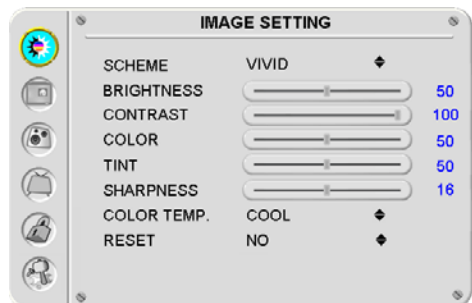 IMAGE SETTING
SCHEME VIVID
BRIGHTNESS 50
CONTRAST 100
COLOR 50
TINT 50
SHARPNESS 16
COLOR TEMP. COOL
RESET NO